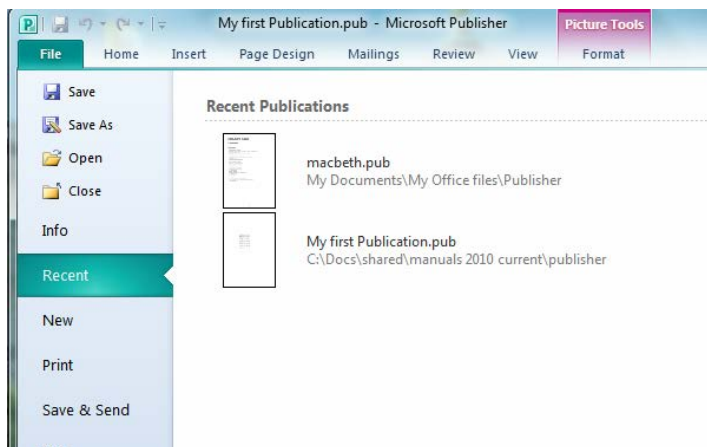 My first Publication.pub - Microsoft Publisher
Picture Tools
File Home Insert Page Design Mailings Review View Format
Save
Save As
Open
Close
Info
Recent
New
Print
Save & Send
Recent Publications
macbeth.pub
My Documents\My Office files\Publisher
My first Publication.pub
C:\Docs\shared\manuals 2010 current\publisher